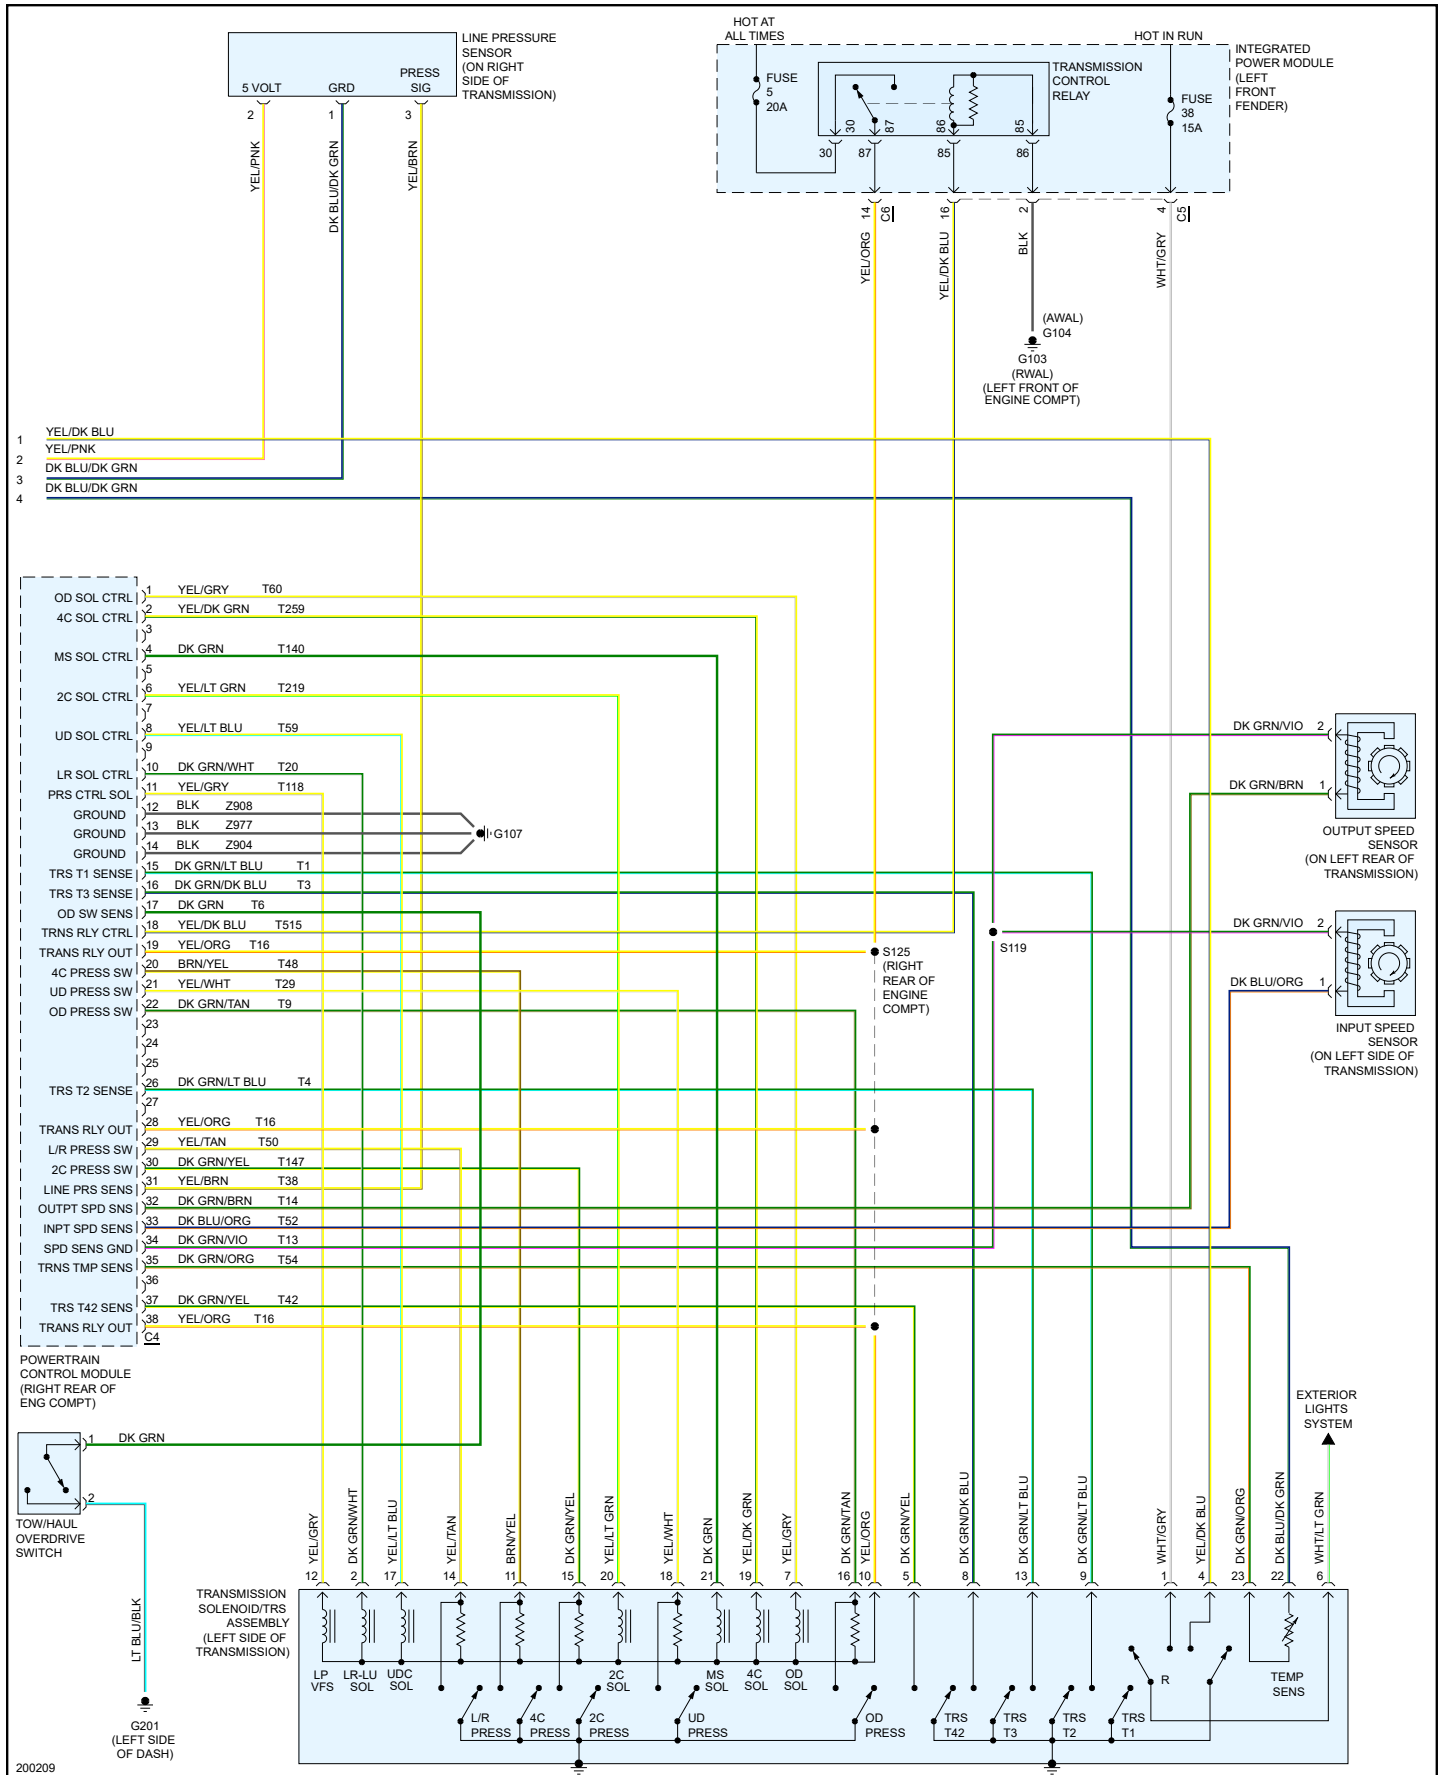 HOT AT
ALL TIMES
HOT IN RUN
LINE PRESSURE
SENSOR
(ON RIGHT
SIDE OF
TRANSMISSION)
5 VOLT
GRD
PRESS
SIG
2
1
3
YEL/PNK
DK BLU/DK GRN
YEL/BRN
FUSE
5
20A
TRANSMISSION
CONTROL
RELAY
FUSE
38
15A
INTEGRATED
POWER MODULE
(LEFT
FRONT
FENDER)
30
87
86
85
30
87
85
86
14
C6
16
2
4
C5
YEL/ORG
YEL/DK BLU
BLK
WHT/GRY
(AWAL)
G104
G103
(RWAL)
(LEFT FRONT OF
ENGINE COMPT)
1 YEL/DK BLU
2 YEL/PNK
3 DK BLU/DK GRN
4 DK BLU/DK GRN
OD SOL CTRL 1 YEL/GRY T60
4C SOL CTRL 2 YEL/DK GRN T259
3
MS SOL CTRL 4 DK GRN T140
5
2C SOL CTRL 6 YEL/LT GRN T219
7
UD SOL CTRL 8 YEL/LT BLU T59
9
LR SOL CTRL 10 DK GRN/WHT T20
PRS CTRL SOL 11 YEL/GRY T118
GROUND 12 BLK Z908
GROUND 13 BLK Z977
GROUND 14 BLK Z904
G107
TRS T1 SENSE 15 DK GRN/LT BLU T1
TRS T3 SENSE 16 DK GRN/DK BLU T3
OD SW SENS 17 DK GRN T6
TRNS RLY CTRL 18 YEL/DK BLU T515
TRANS RLY OUT 19 YEL/ORG T16
4C PRESS SW 20 BRN/YEL T48
UD PRESS SW 21 YEL/WHT T29
OD PRESS SW 22 DK GRN/TAN T9
23
24
25
TRS T2 SENSE 26 DK GRN/LT BLU T4
27
TRANS RLY OUT 28 YEL/ORG T16
L/R PRESS SW 29 YEL/TAN T50
2C PRESS SW 30 DK GRN/YEL T147
LINE PRS SENS 31 YEL/BRN T38
OUTPT SPD SNS 32 DK GRN/BRN T14
INPT SPD SENS 33 DK BLU/ORG T52
SPD SENS GND 34 DK GRN/VIO T13
TRNS TMP SENS 35 DK GRN/ORG T54
36
TRS T42 SENS 37 DK GRN/YEL T42
TRANS RLY OUT 38 YEL/ORG T16
C4
POWERTRAIN
CONTROL MODULE
(RIGHT REAR OF
ENG COMPT)
S125
(RIGHT
REAR OF
ENGINE
COMPT)
S119
DK GRN/VIO 2
DK GRN/BRN 1
OUTPUT SPEED
SENSOR
(ON LEFT REAR OF
TRANSMISSION)
DK GRN/VIO 2
DK BLU/ORG 1
INPUT SPEED
SENSOR
(ON LEFT SIDE OF
TRANSMISSION)
EXTERIOR
LIGHTS
SYSTEM
1 DK GRN
2
TOW/HAUL
OVERDRIVE
SWITCH
LT BLU/BLK
G201
(LEFT SIDE
OF DASH)
YEL/GRY
DK GRN/WHT
YEL/LT BLU
YEL/TAN
BRN/YEL
DK GRN/YEL
YEL/LT GRN
YEL/WHT
DK GRN
YEL/DK GRN
YEL/GRY
DK GRN/TAN
YEL/ORG
DK GRN/YEL
DK GRN/DK BLU
DK GRN/LT BLU
DK GRN/LT BLU
WHT/GRY
YEL/DK BLU
DK GRN/ORG
DK BLU/DK GRN
WHT/LT GRN
12 2 17 14 11 15 20 18 21 19 7 16 10 5 8 13 9 1 4 23 22 6
TRANSMISSION
SOLENOID/TRS
ASSEMBLY
(LEFT SIDE OF
TRANSMISSION)
LP
VFS
LR-LU
SOL
UDC
SOL
2C
SOL
MS
SOL
4C
SOL
OD
SOL
L/R
PRESS
4C
PRESS
2C
PRESS
UD
PRESS
OD
PRESS
TRS
T42
TRS
T3
TRS
T2
TRS
T1
R
TEMP
SENS
200209